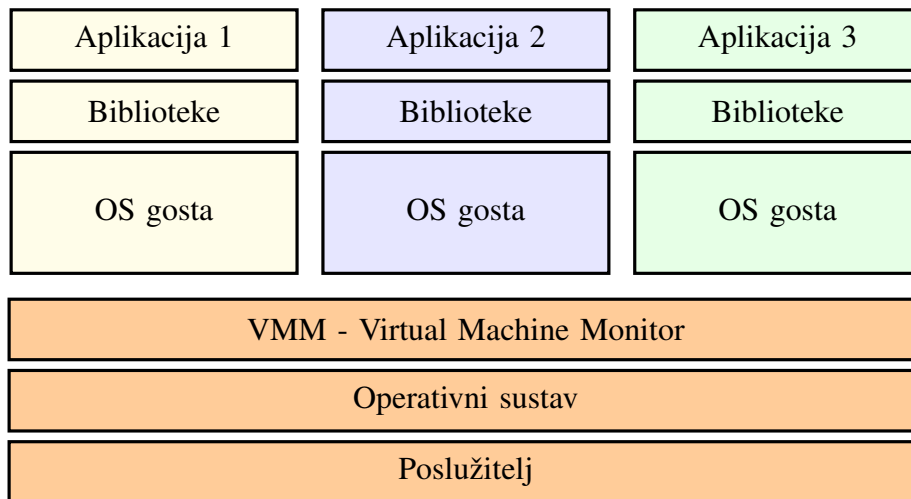 Aplikacija 1
Aplikacija 2
Aplikacija 3
Biblioteke
Biblioteke
Biblioteke
OS gosta
OS gosta
OS gosta
VMM - Virtual Machine Monitor
Operativni sustav
Poslužitelj